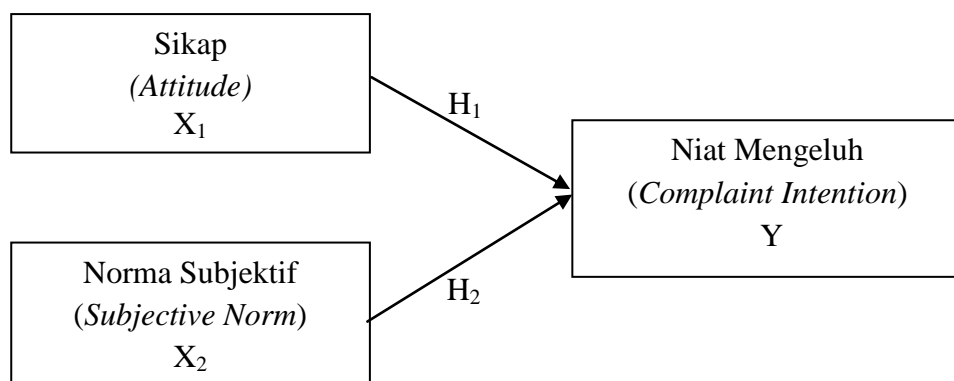 Sikap
(Attitude)
X₁
H₁
Niat Mengeluh
(Complaint Intention)
Y
Norma Subjektif
(Subjective Norm)
X₂
H₂